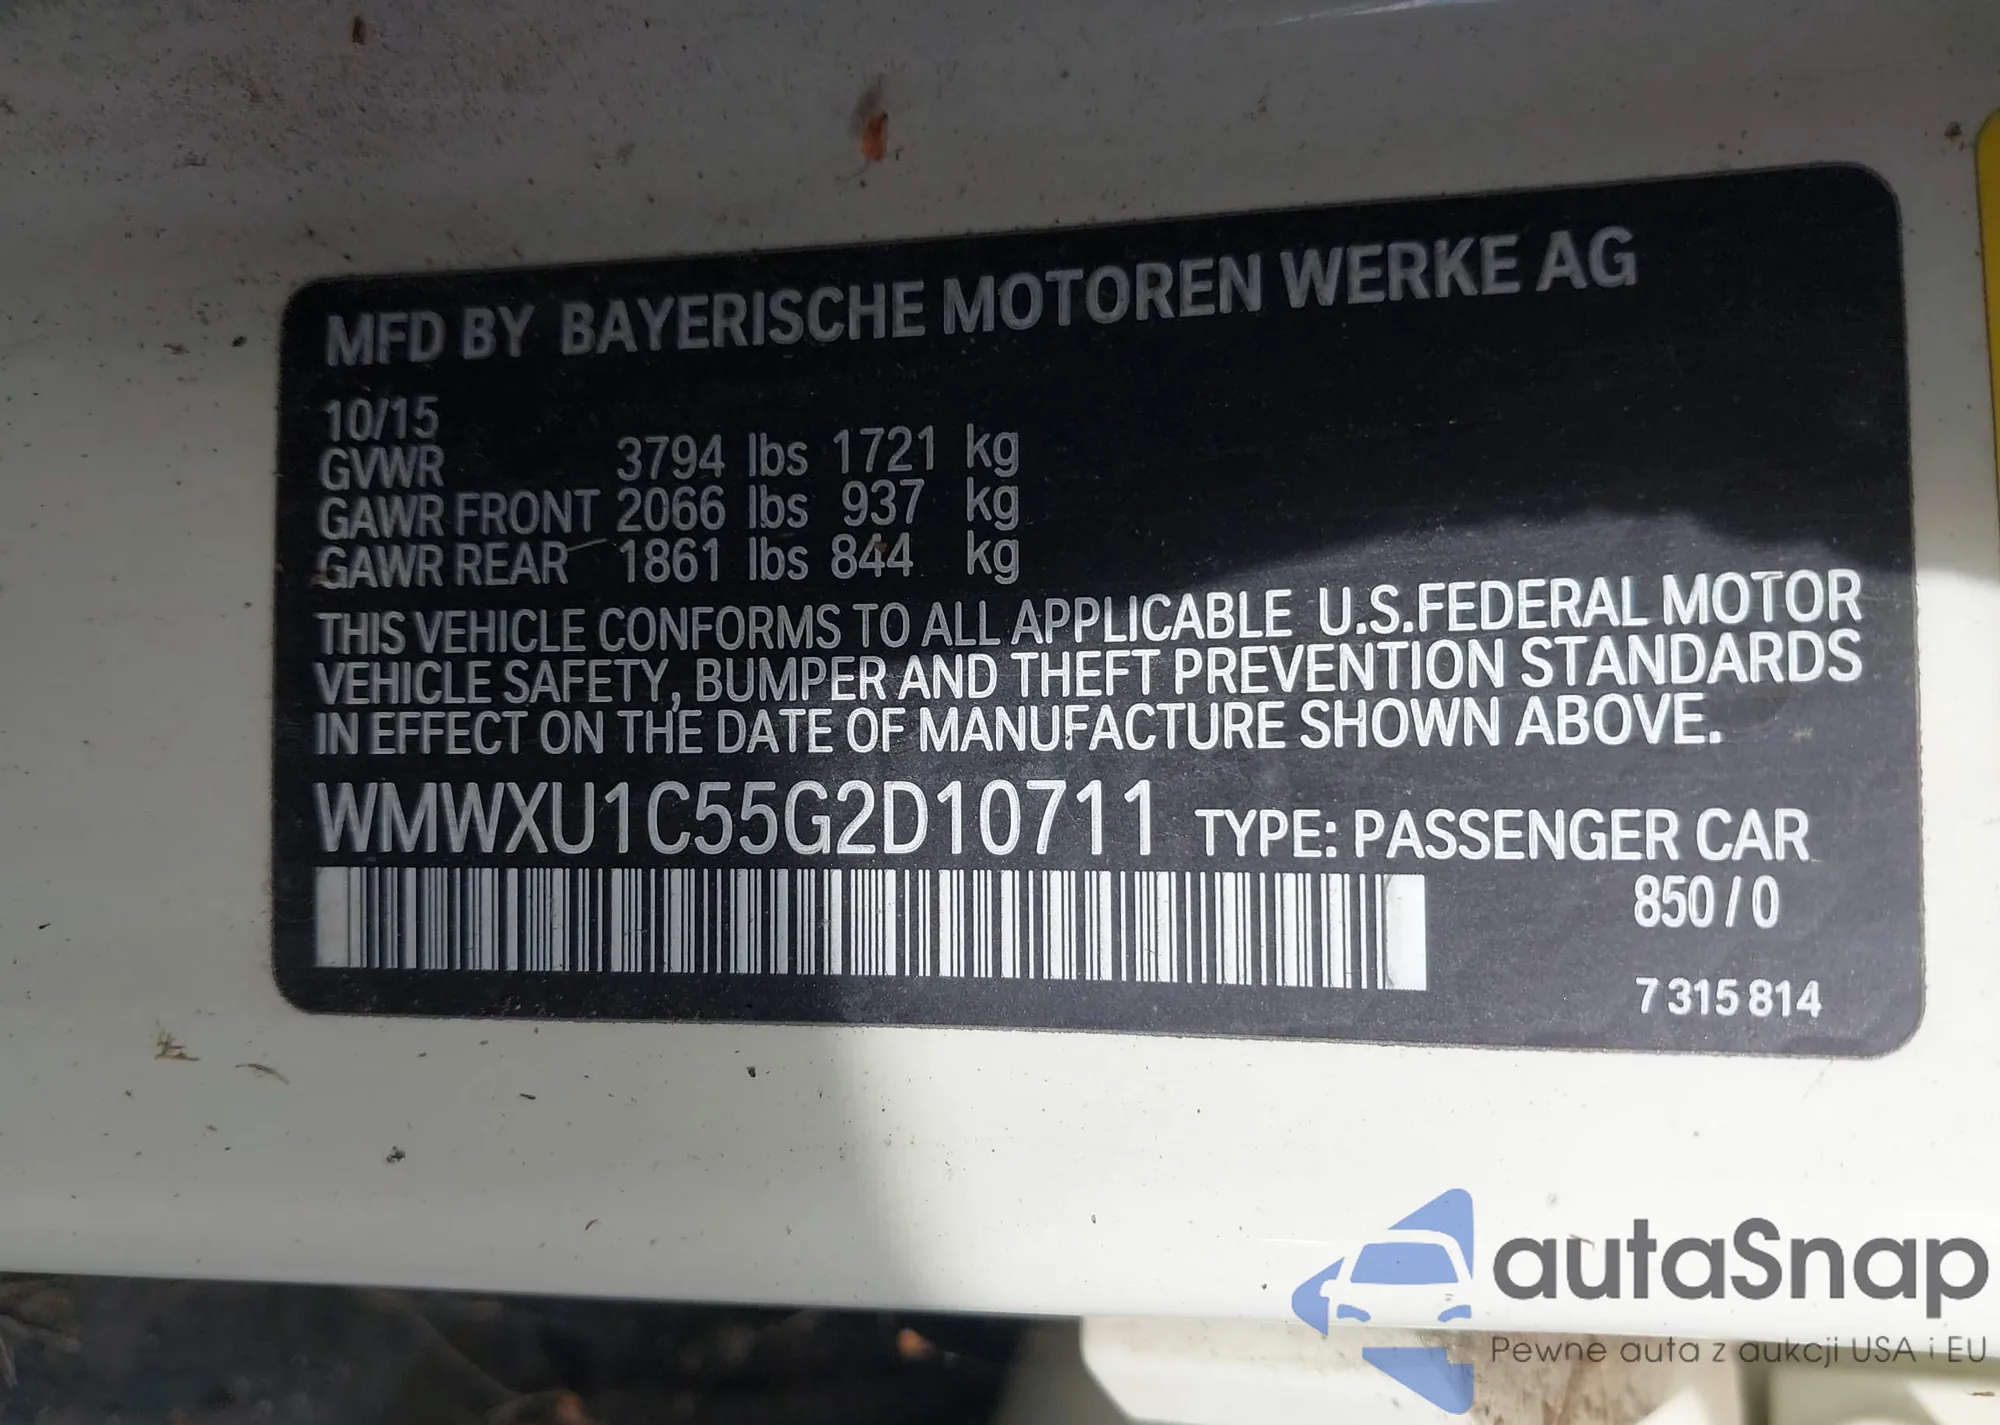 MFD BY BAYERISCHE MOTOREN WERKE AG
10/15
GVWR 3794 lbs 1721 kg
GAWR FRONT 2066 lbs 937 kg
GAWR REAR 1861 lbs 844 kg
THIS VEHICLE CONFORMS TO ALL APPLICABLE U.S.FEDERAL MOTOR
VEHICLE SAFETY, BUMPER AND THEFT PREVENTION STANDARDS
IN EFFECT ON THE DATE OF MANUFACTURE SHOWN ABOVE.
WMWXU1C55G2D10711 TYPE: PASSENGER CAR
850/0
7 315 814
autaSnap
Pewne auta z aukcji USA i EU